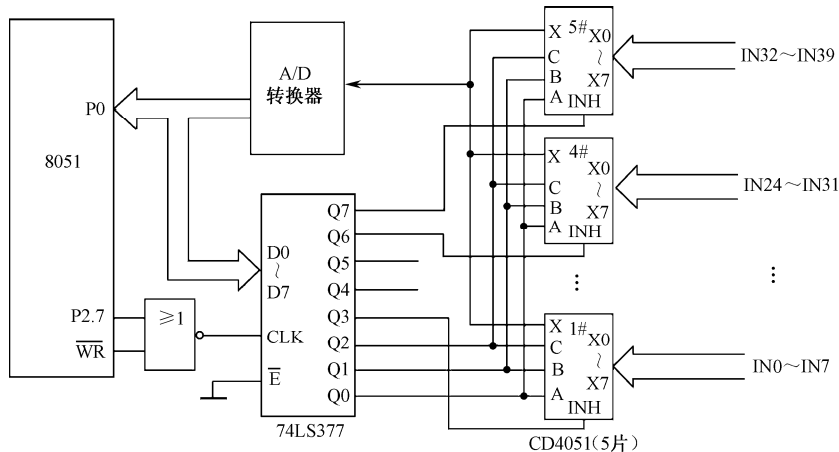 8051
P0
P2.7
WR
≥1
A/D
转换器
D0
~
D7
CLK
E
Q7
Q6
Q5
Q4
Q3
Q2
Q1
Q0
74LS377
X
C
B
A
5#
X0
~
X7
INH
IN32～IN39
X
C
B
A
4#
X0
~
X7
INH
IN24～IN31
…
…
X
C
B
A
1#
X0
~
X7
INH
IN0～IN7
CD4051(5片)